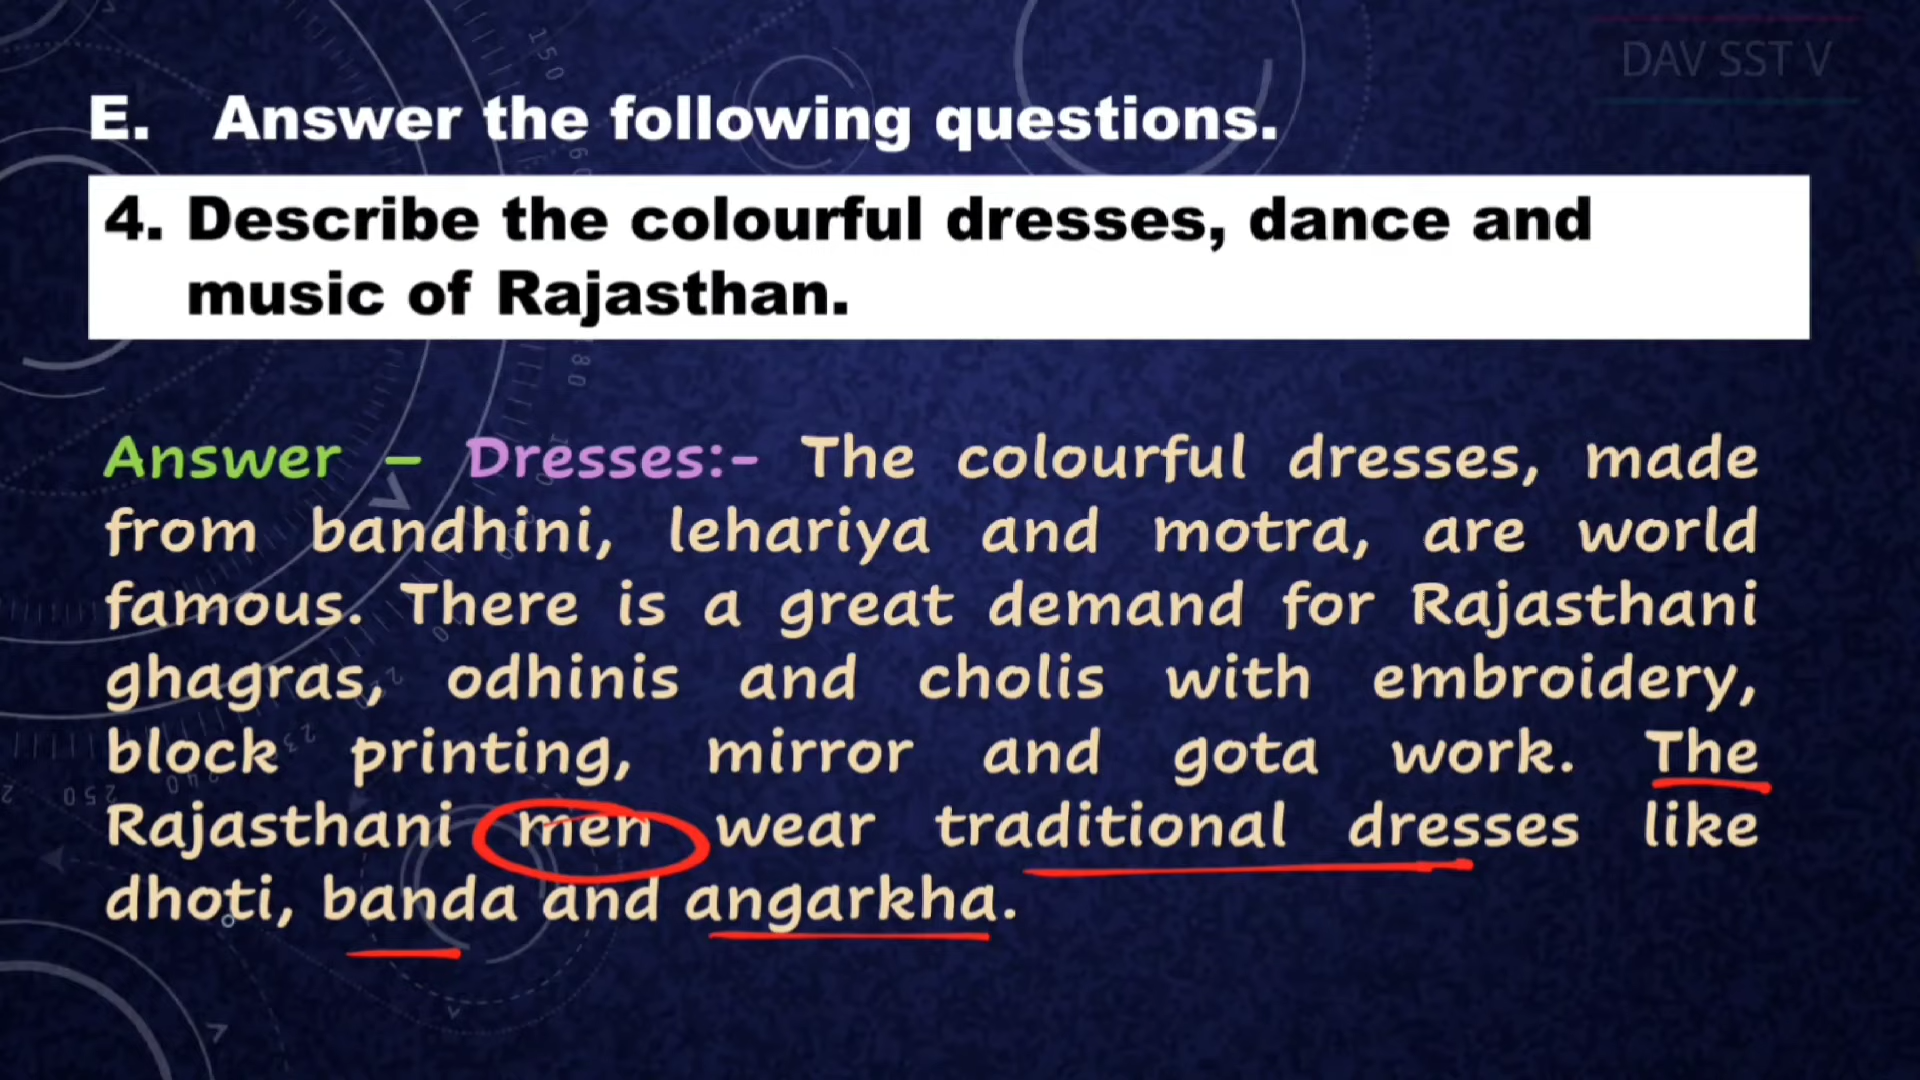 DAV SST V
E. Answer the following questions.
4. Describe the colourful dresses, dance and
music of Rajasthan.
Answer – Dresses:- The colourful dresses, made
from bandhini, lehariya and motra, are world
famous. There is a great demand for Rajasthani
ghagras, odhinis and cholis with embroidery,
block printing, mirror and gota work. The
Rajasthani men wear traditional dresses like
dhoti, banda and angarkha.